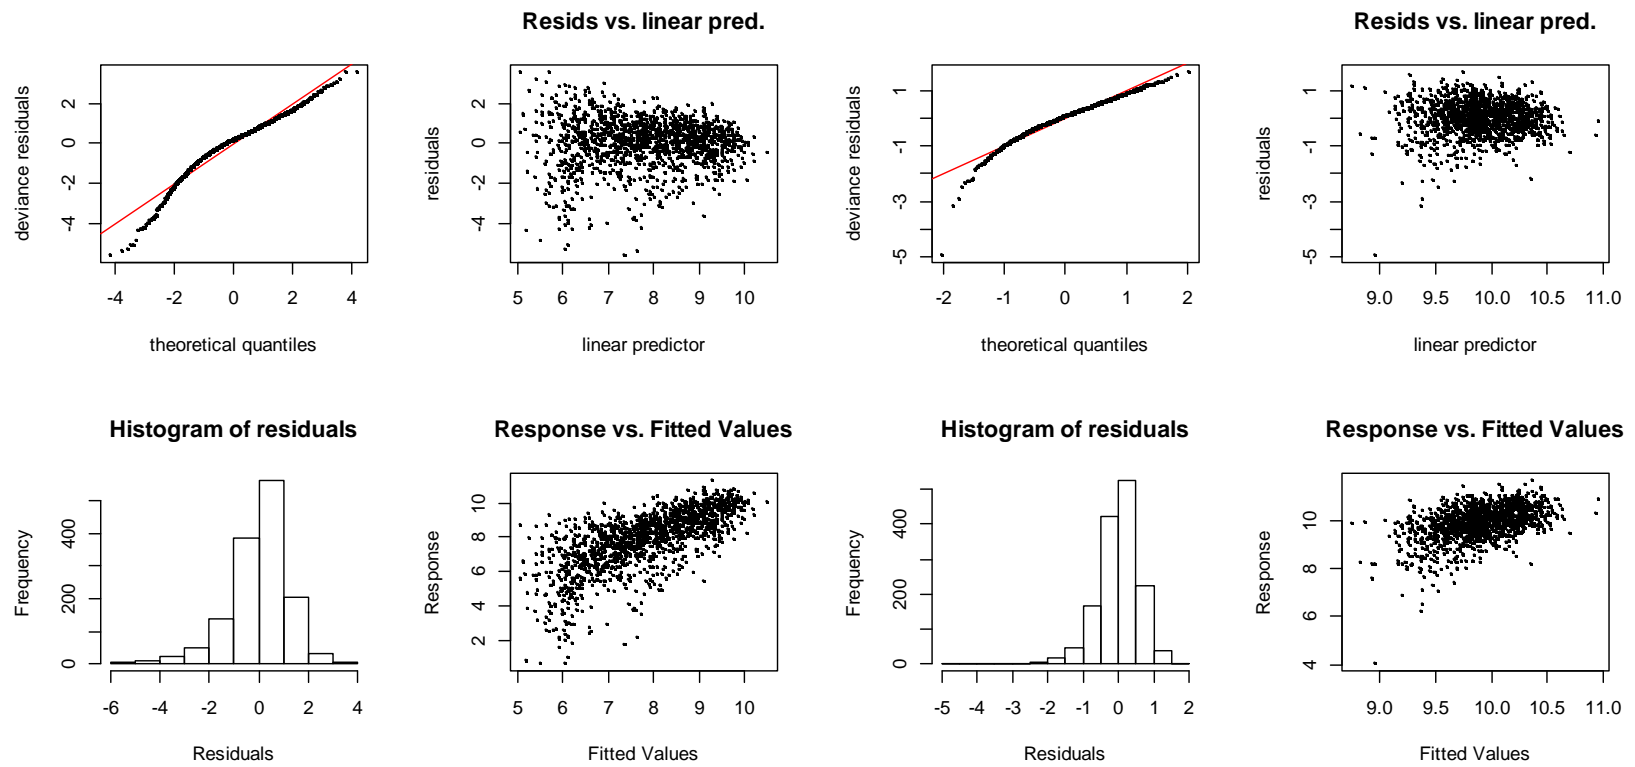 Resids vs. linear pred.
Resids vs. linear pred.
deviance residuals
2
0
-2
-4
-4 -2 0 2 4
theoretical quantiles
residuals
2
0
-2
-4
5 6 7 8 9 10
linear predictor
deviance residuals
1
-1
-3
-5
-2 -1 0 1 2
theoretical quantiles
residuals
1
-1
-3
-5
9.0 9.5 10.0 10.5 11.0
linear predictor
Histogram of residuals
Response vs. Fitted Values
Histogram of residuals
Response vs. Fitted Values
Frequency
400
200
0
-6 -4 -2 0 2 4
Residuals
Response
10
8
6
4
2
5 6 7 8 9 10
Fitted Values
Frequency
400
200
0
-5 -4 -3 -2 -1 0 1 2
Residuals
Response
10
8
6
4
9.0 9.5 10.0 10.5 11.0
Fitted Values